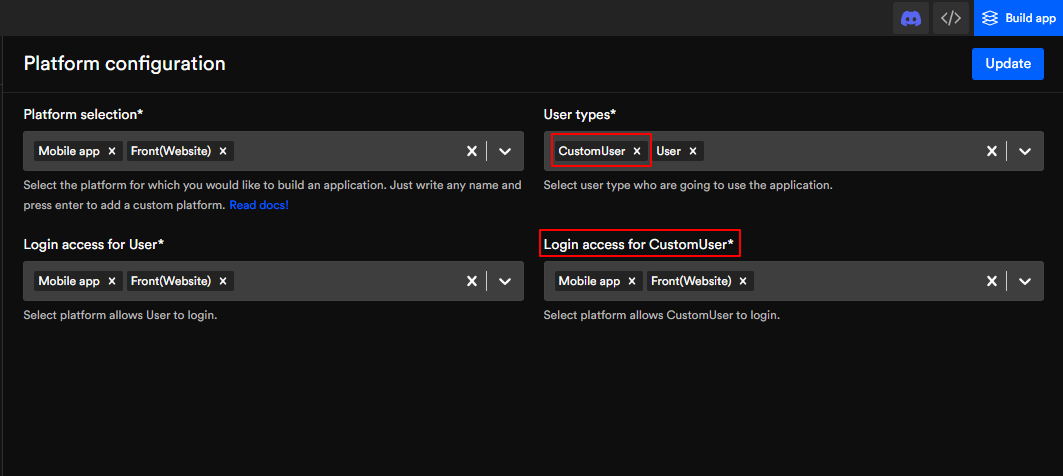 Build app
Platform configuration
Update
Platform selection*
Mobile app
Front(Website)
Select the platform for which you would like to build an application. Just write any name and
press enter to add a custom platform. Read docs!
User types*
CustomUser
User
Select user type who are going to use the application.
Login access for User*
Mobile app
Front(Website)
Select platform allows User to login.
Login access for CustomUser*
Mobile app
Front(Website)
Select platform allows CustomUser to login.